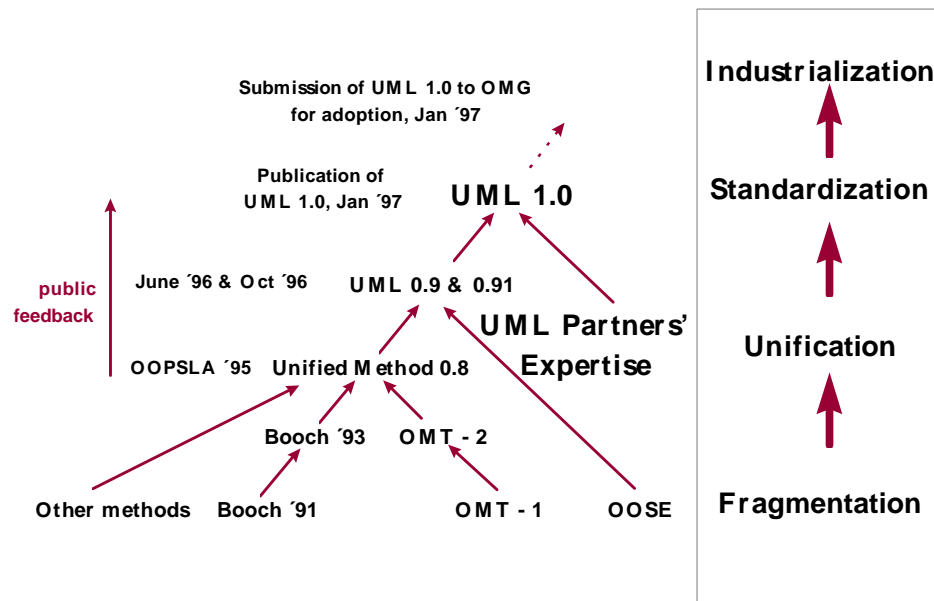 Submission of UML 1.0 to OMG
for adoption, Jan ´97
Publication of
UML 1.0, Jan ´97
UML 1.0
public
feedback
June ´96 & Oct ´96
UML 0.9 & 0.91
UML Partners’
Expertise
OOPSLA ´95
Unified Method 0.8
Booch ´93
OMT - 2
Other methods
Booch ´91
OMT - 1
OOSE
Industrialization
Standardization
Unification
Fragmentation